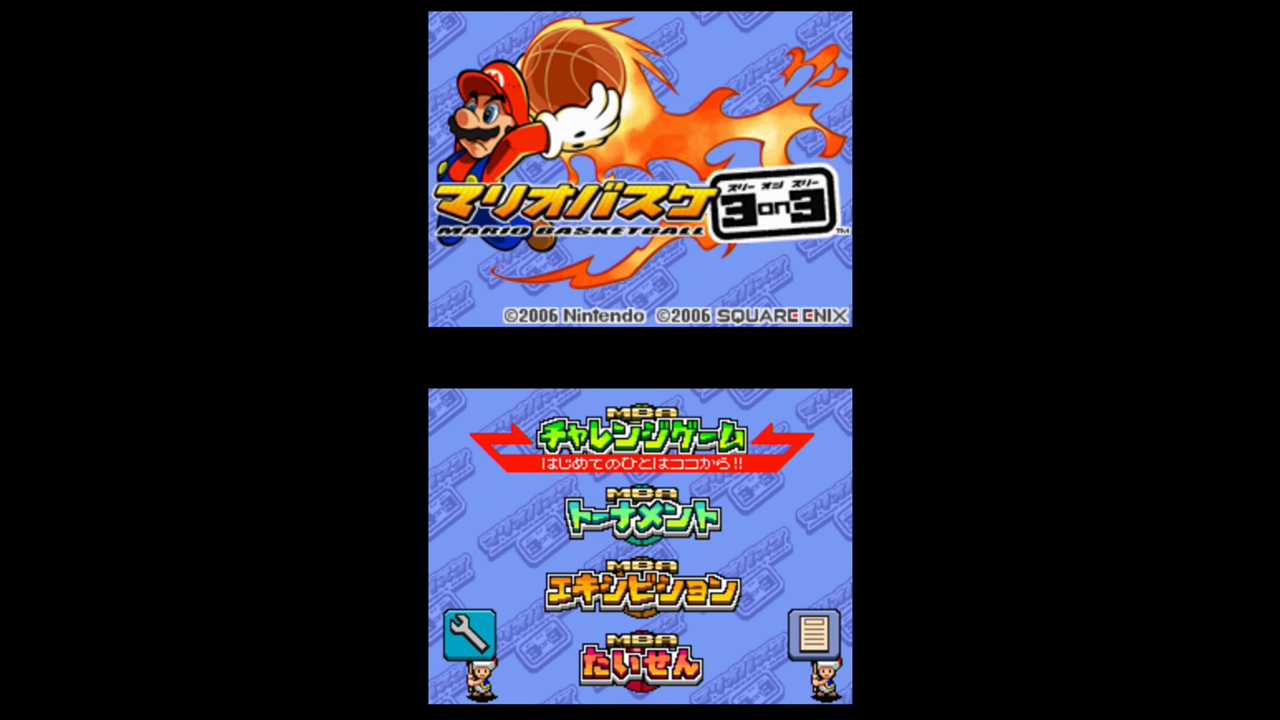 M
マリオバスケ
スリー オン スリー
3on3
MARIO BASKETBALL
TM
©2006 Nintendo ©2006 SQUARE ENIX
MBA
チャレンジゲーム
はじめてのひとはココから!!
MBA
トーナメント
MBA
エキシビション
MBA
たいせん